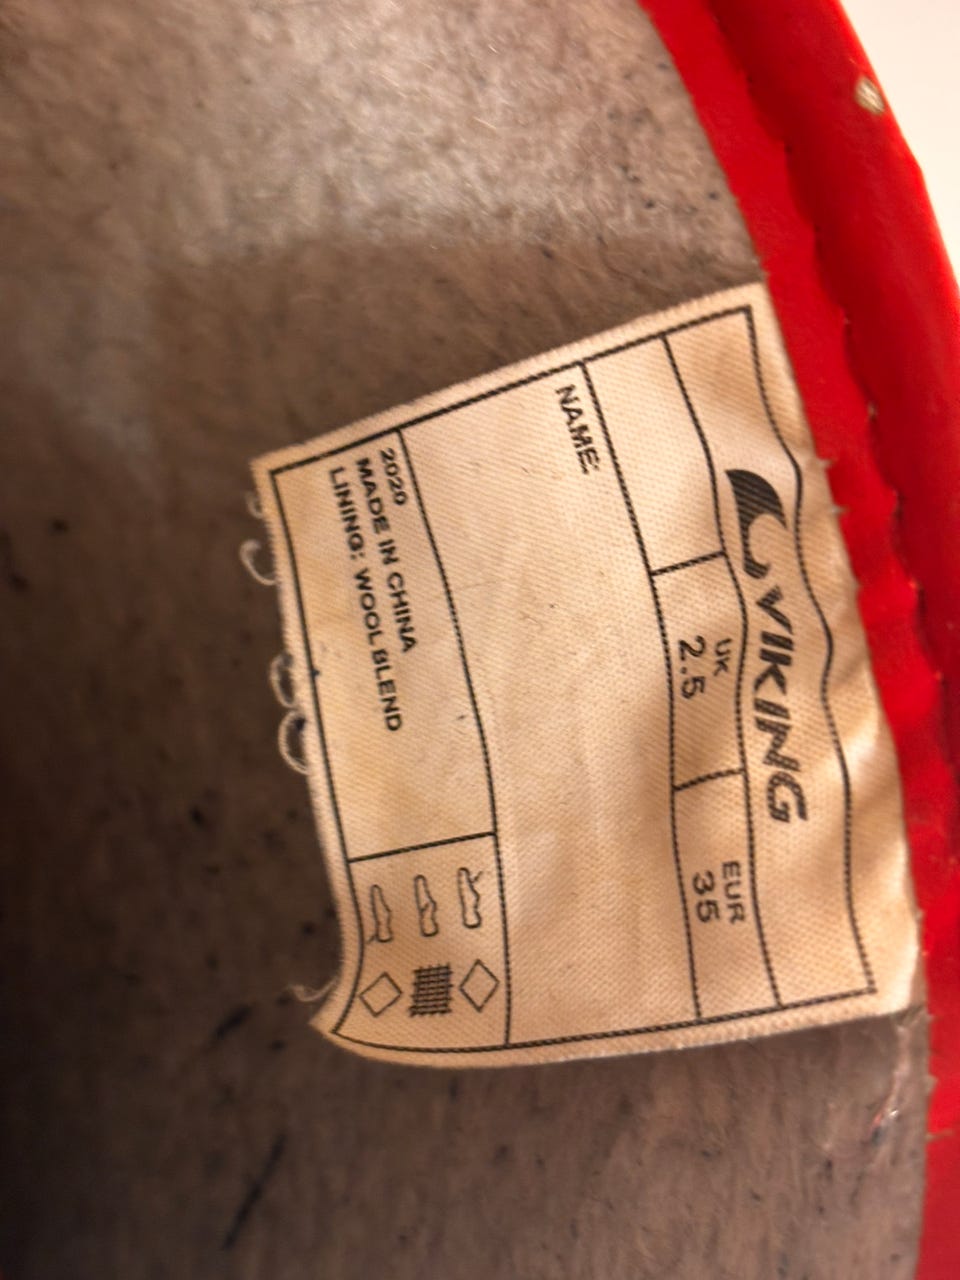 VIKING
UK
2.5
EUR
35
NAME:
2020
MADE IN CHINA
LINING: WOOL BLEND